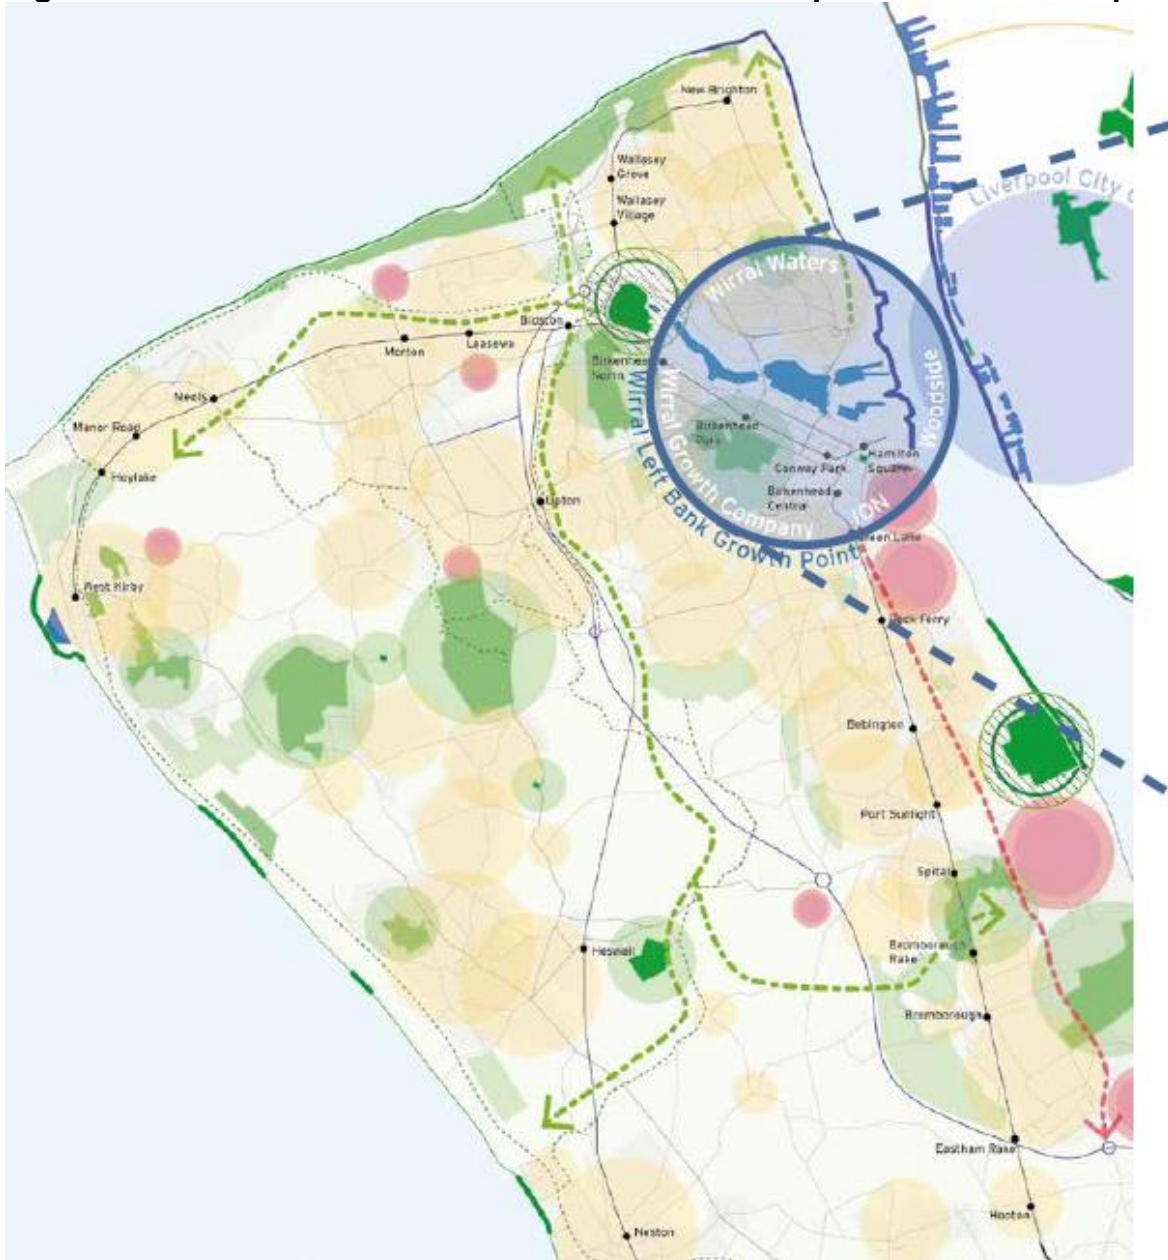 New Brighton
Wallasey
Grove
Wallasey
Village
Liverpool City
Wirral Waters
Bidston
Leasowe
Morton
Birkenhead
North
Meols
Manor Road
Hoylake
Wirral Growth Company
Modside
Birkenhead
Park
Conway Park
Hamilton
Square
Birkenhead
Central
Upton
Wirral Left Bank Growth Point
Green Lane
West Kirby
Rock Ferry
Bebington
Port Sunlight
Spital
Bromborough
Rake
Heswall
Bromborough
Eastham Rake
Hooton
Neston